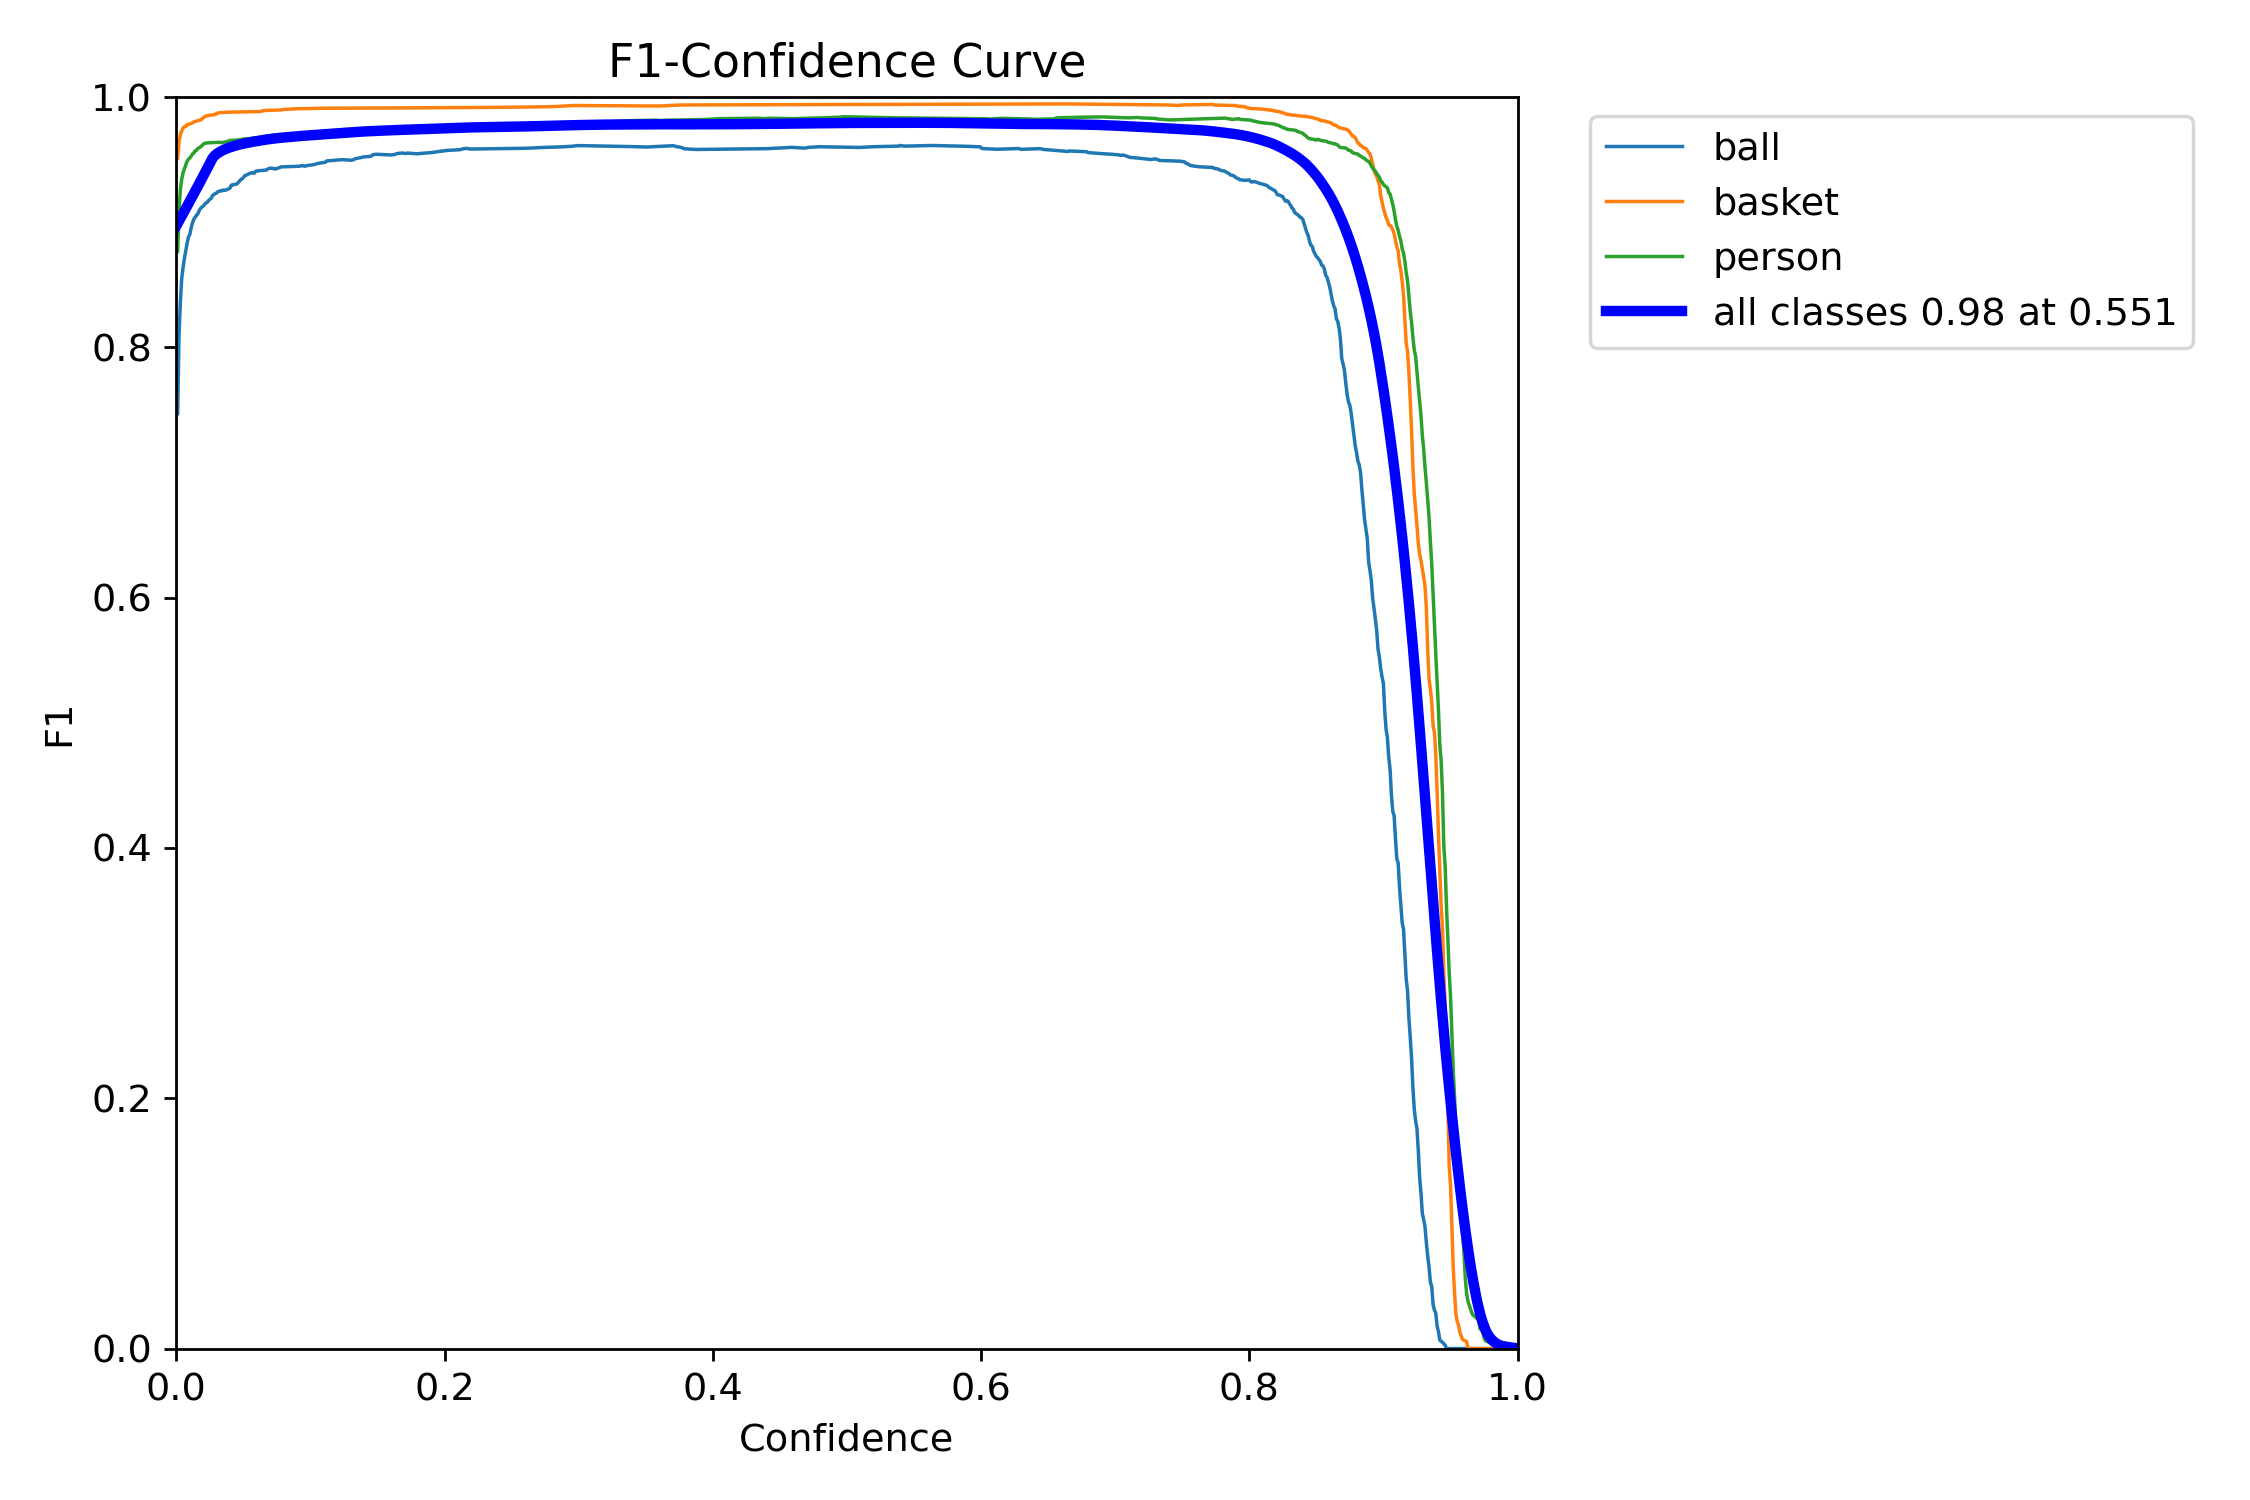 F1-Confidence Curve
1.0
0.8
0.6
0.4
0.2
0.0
F1
0.0 0.2 0.4 0.6 0.8 1.0
Confidence
ball
basket
person
all classes 0.98 at 0.551